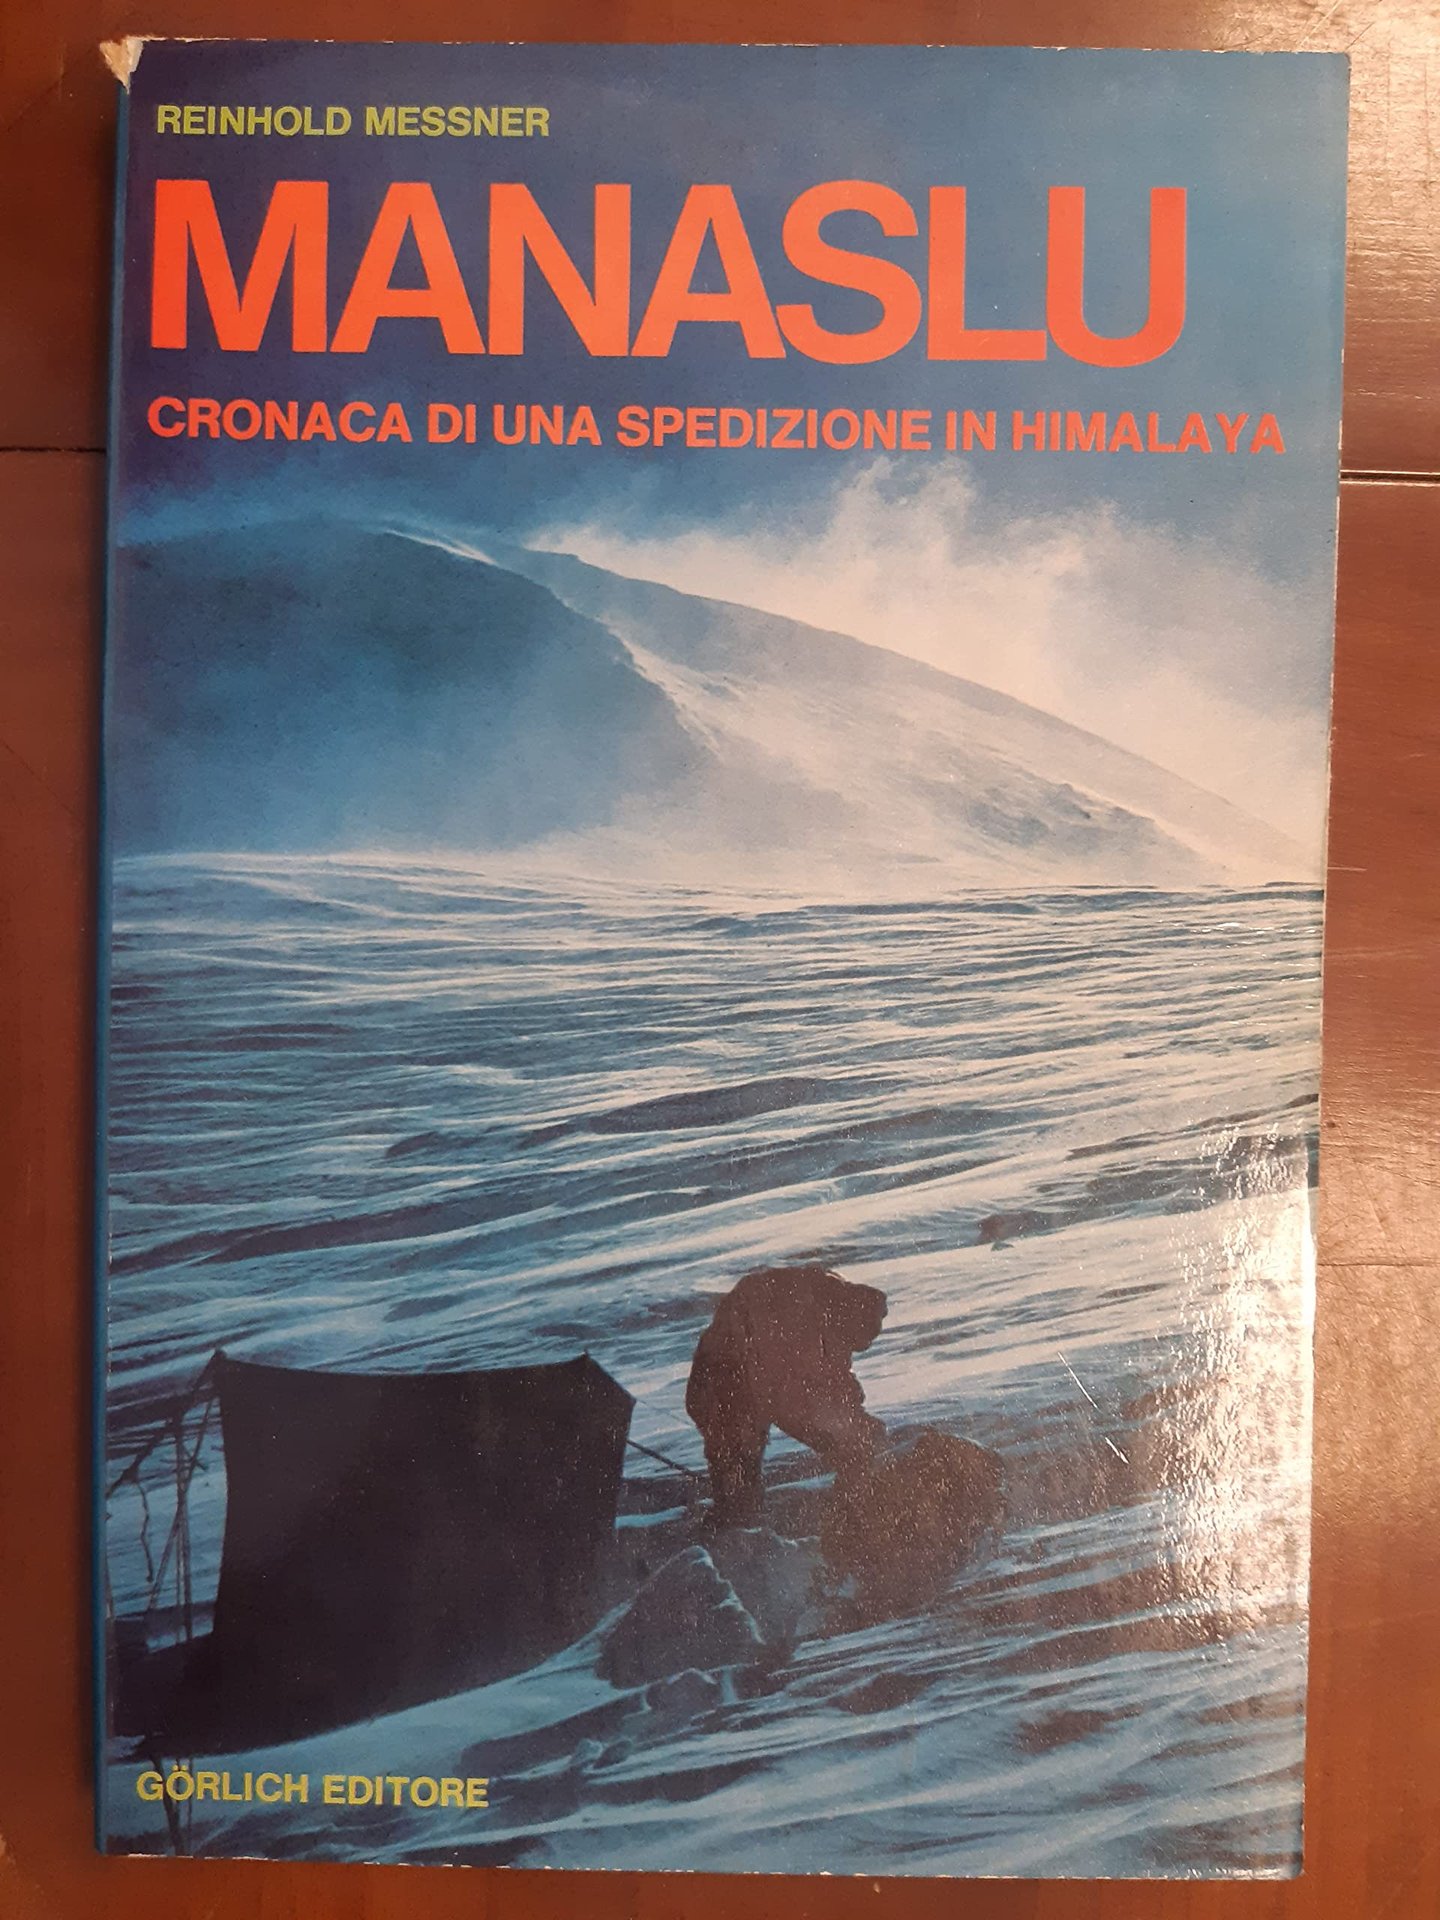 REINHOLD MESSNER
MANASLU
CRONACA DI UNA SPEDIZIONE IN HIMALAYA
GÖRLICH EDITORE